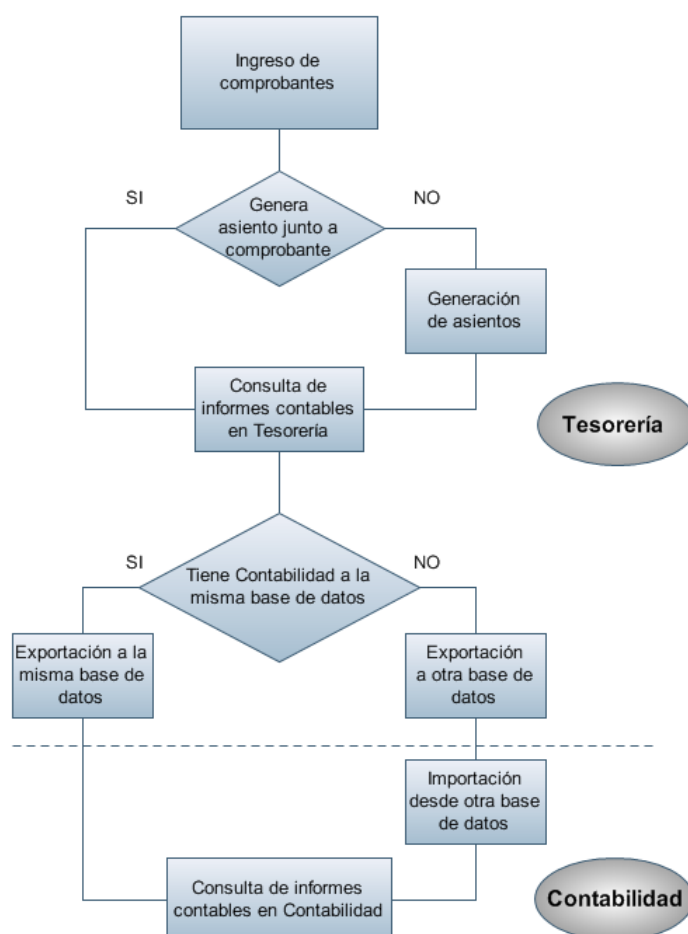 Ingreso de
comprobantes
SI
NO
Genera
asiento junto a
comprobante
Generación
de asientos
Consulta de
informes contables
en Tesorería
Tesorería
SI
NO
Tiene Contabilidad a la
misma base de datos
Exportación a la
misma base de
datos
Exportación
a otra base de
datos
Importación
desde otra base
de datos
Consulta de informes
contables en Contabilidad
Contabilidad